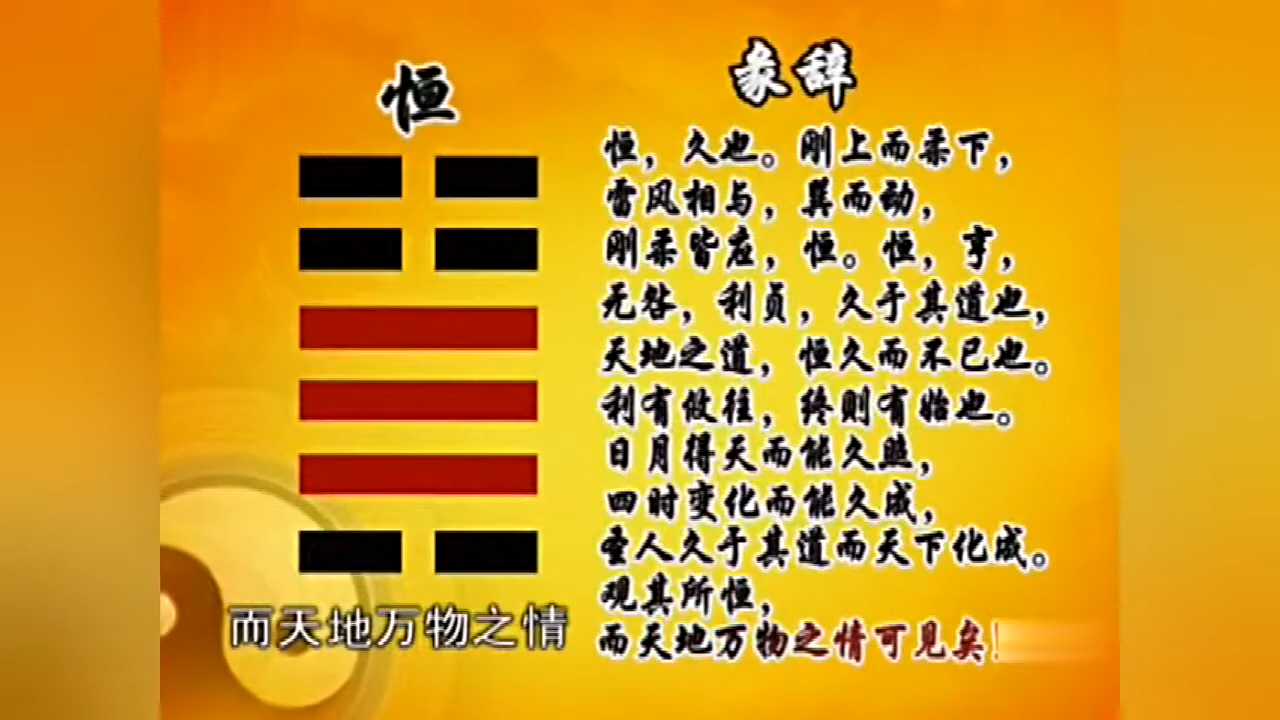 恒
彖辞
恒，久也。刚上而柔下，
雷风相与，巽而动，
刚柔皆应，恒。恒，亨，
无咎，利贞，久于其道也，
天地之道，恒久而不已也。
利有攸往，终则有始也。
日月得天而能久照，
四时变化而能久成，
圣人久于其道而天下化成。
观其所恒，
而天地万物之情可见矣！
而天地万物之情